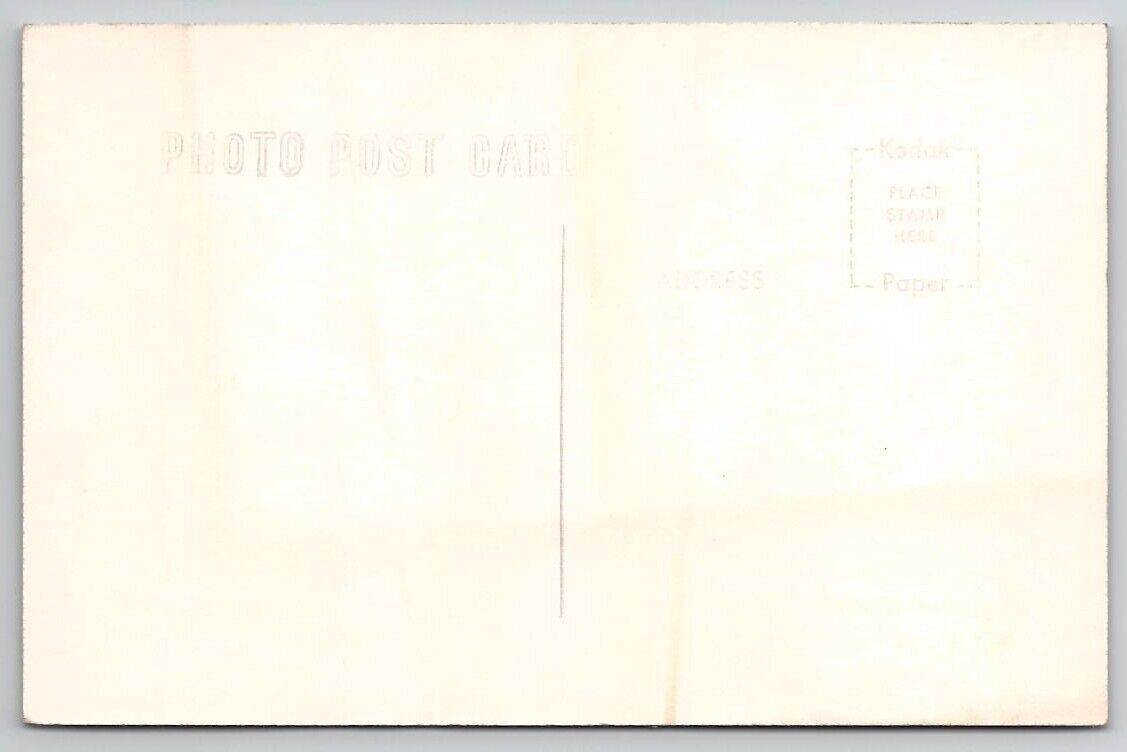 PHOTO POST CARD
Kodak
PLACE
STAMP
HERE
Paper
ADDRESS